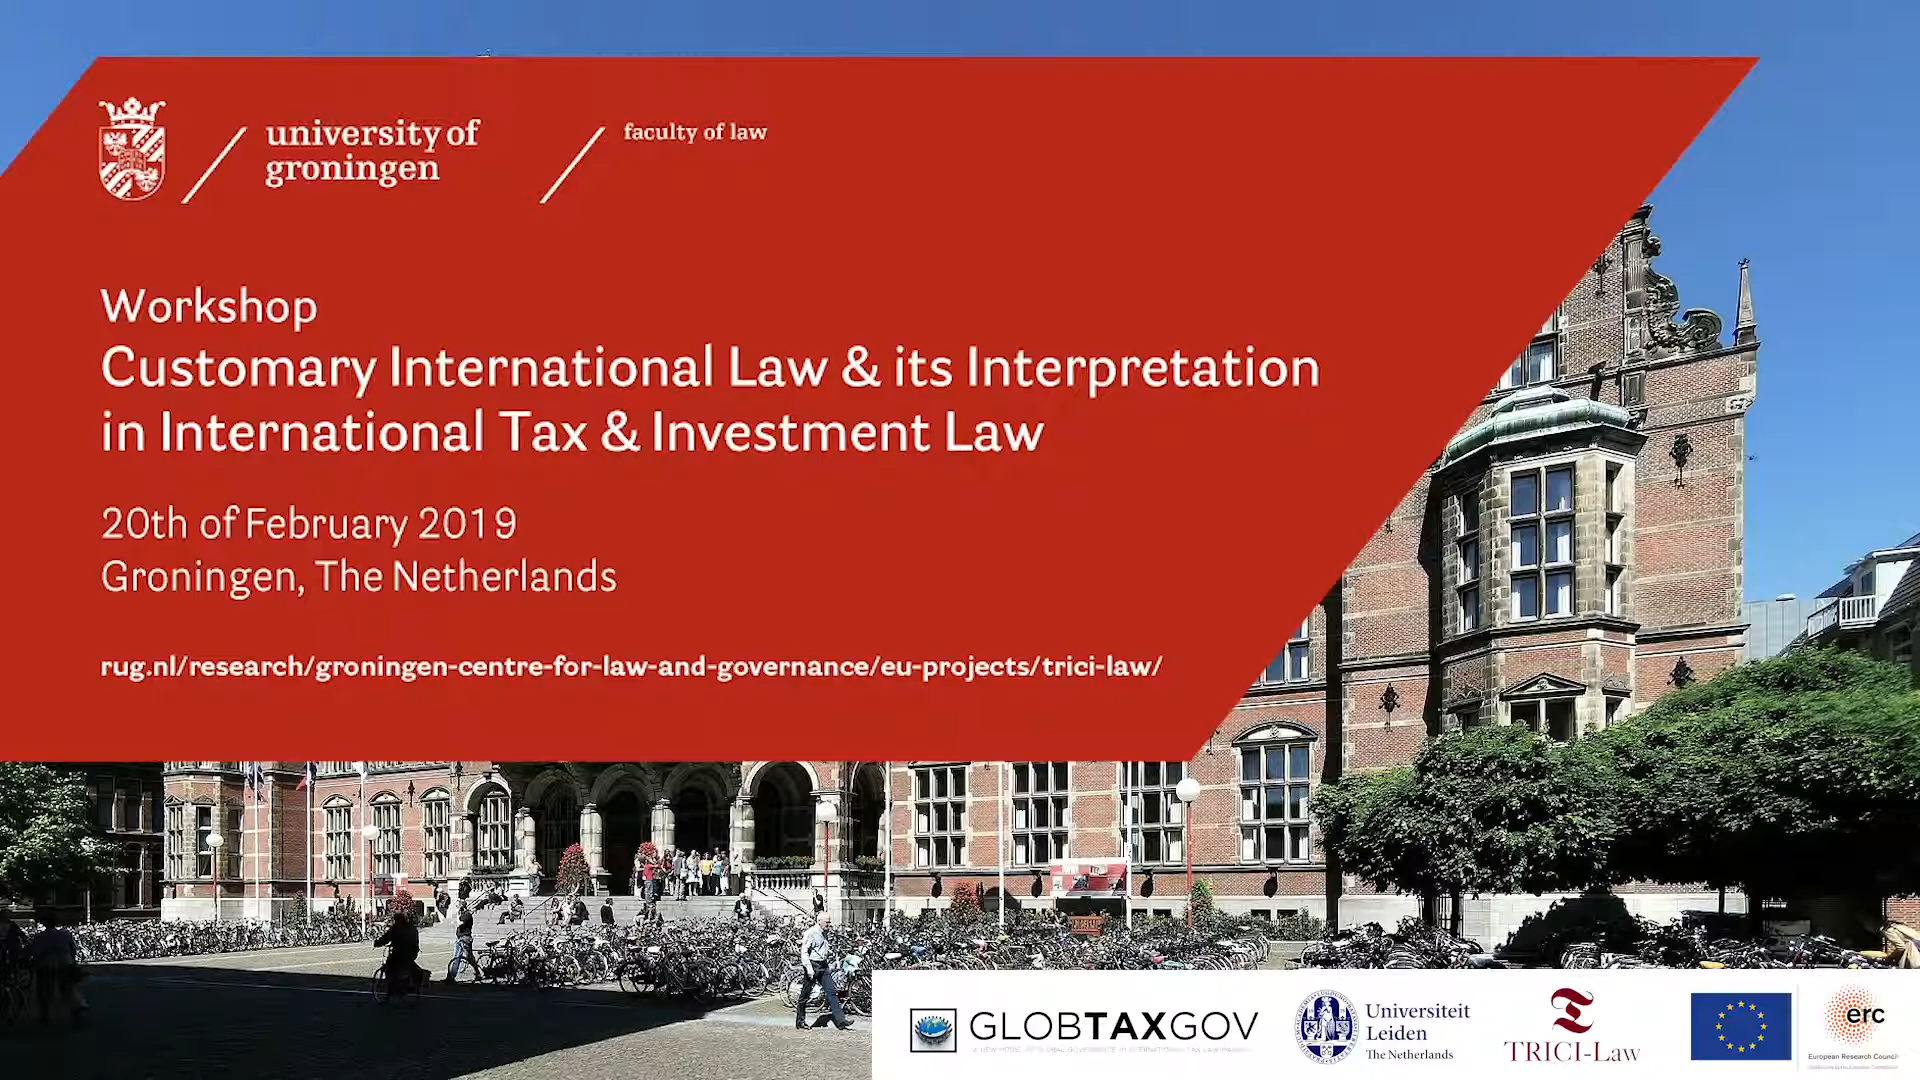 university of
groningen
faculty of law
Workshop
Customary International Law & its Interpretation
in International Tax & Investment Law
20th of February 2019
Groningen, The Netherlands
rug.nl/research/groningen-centre-for-law-and-governance/eu-projects/trici-law/
GLOBTAXGOV
Universiteit
Leiden
The Netherlands
TRICI-Law
erc
European Research Council